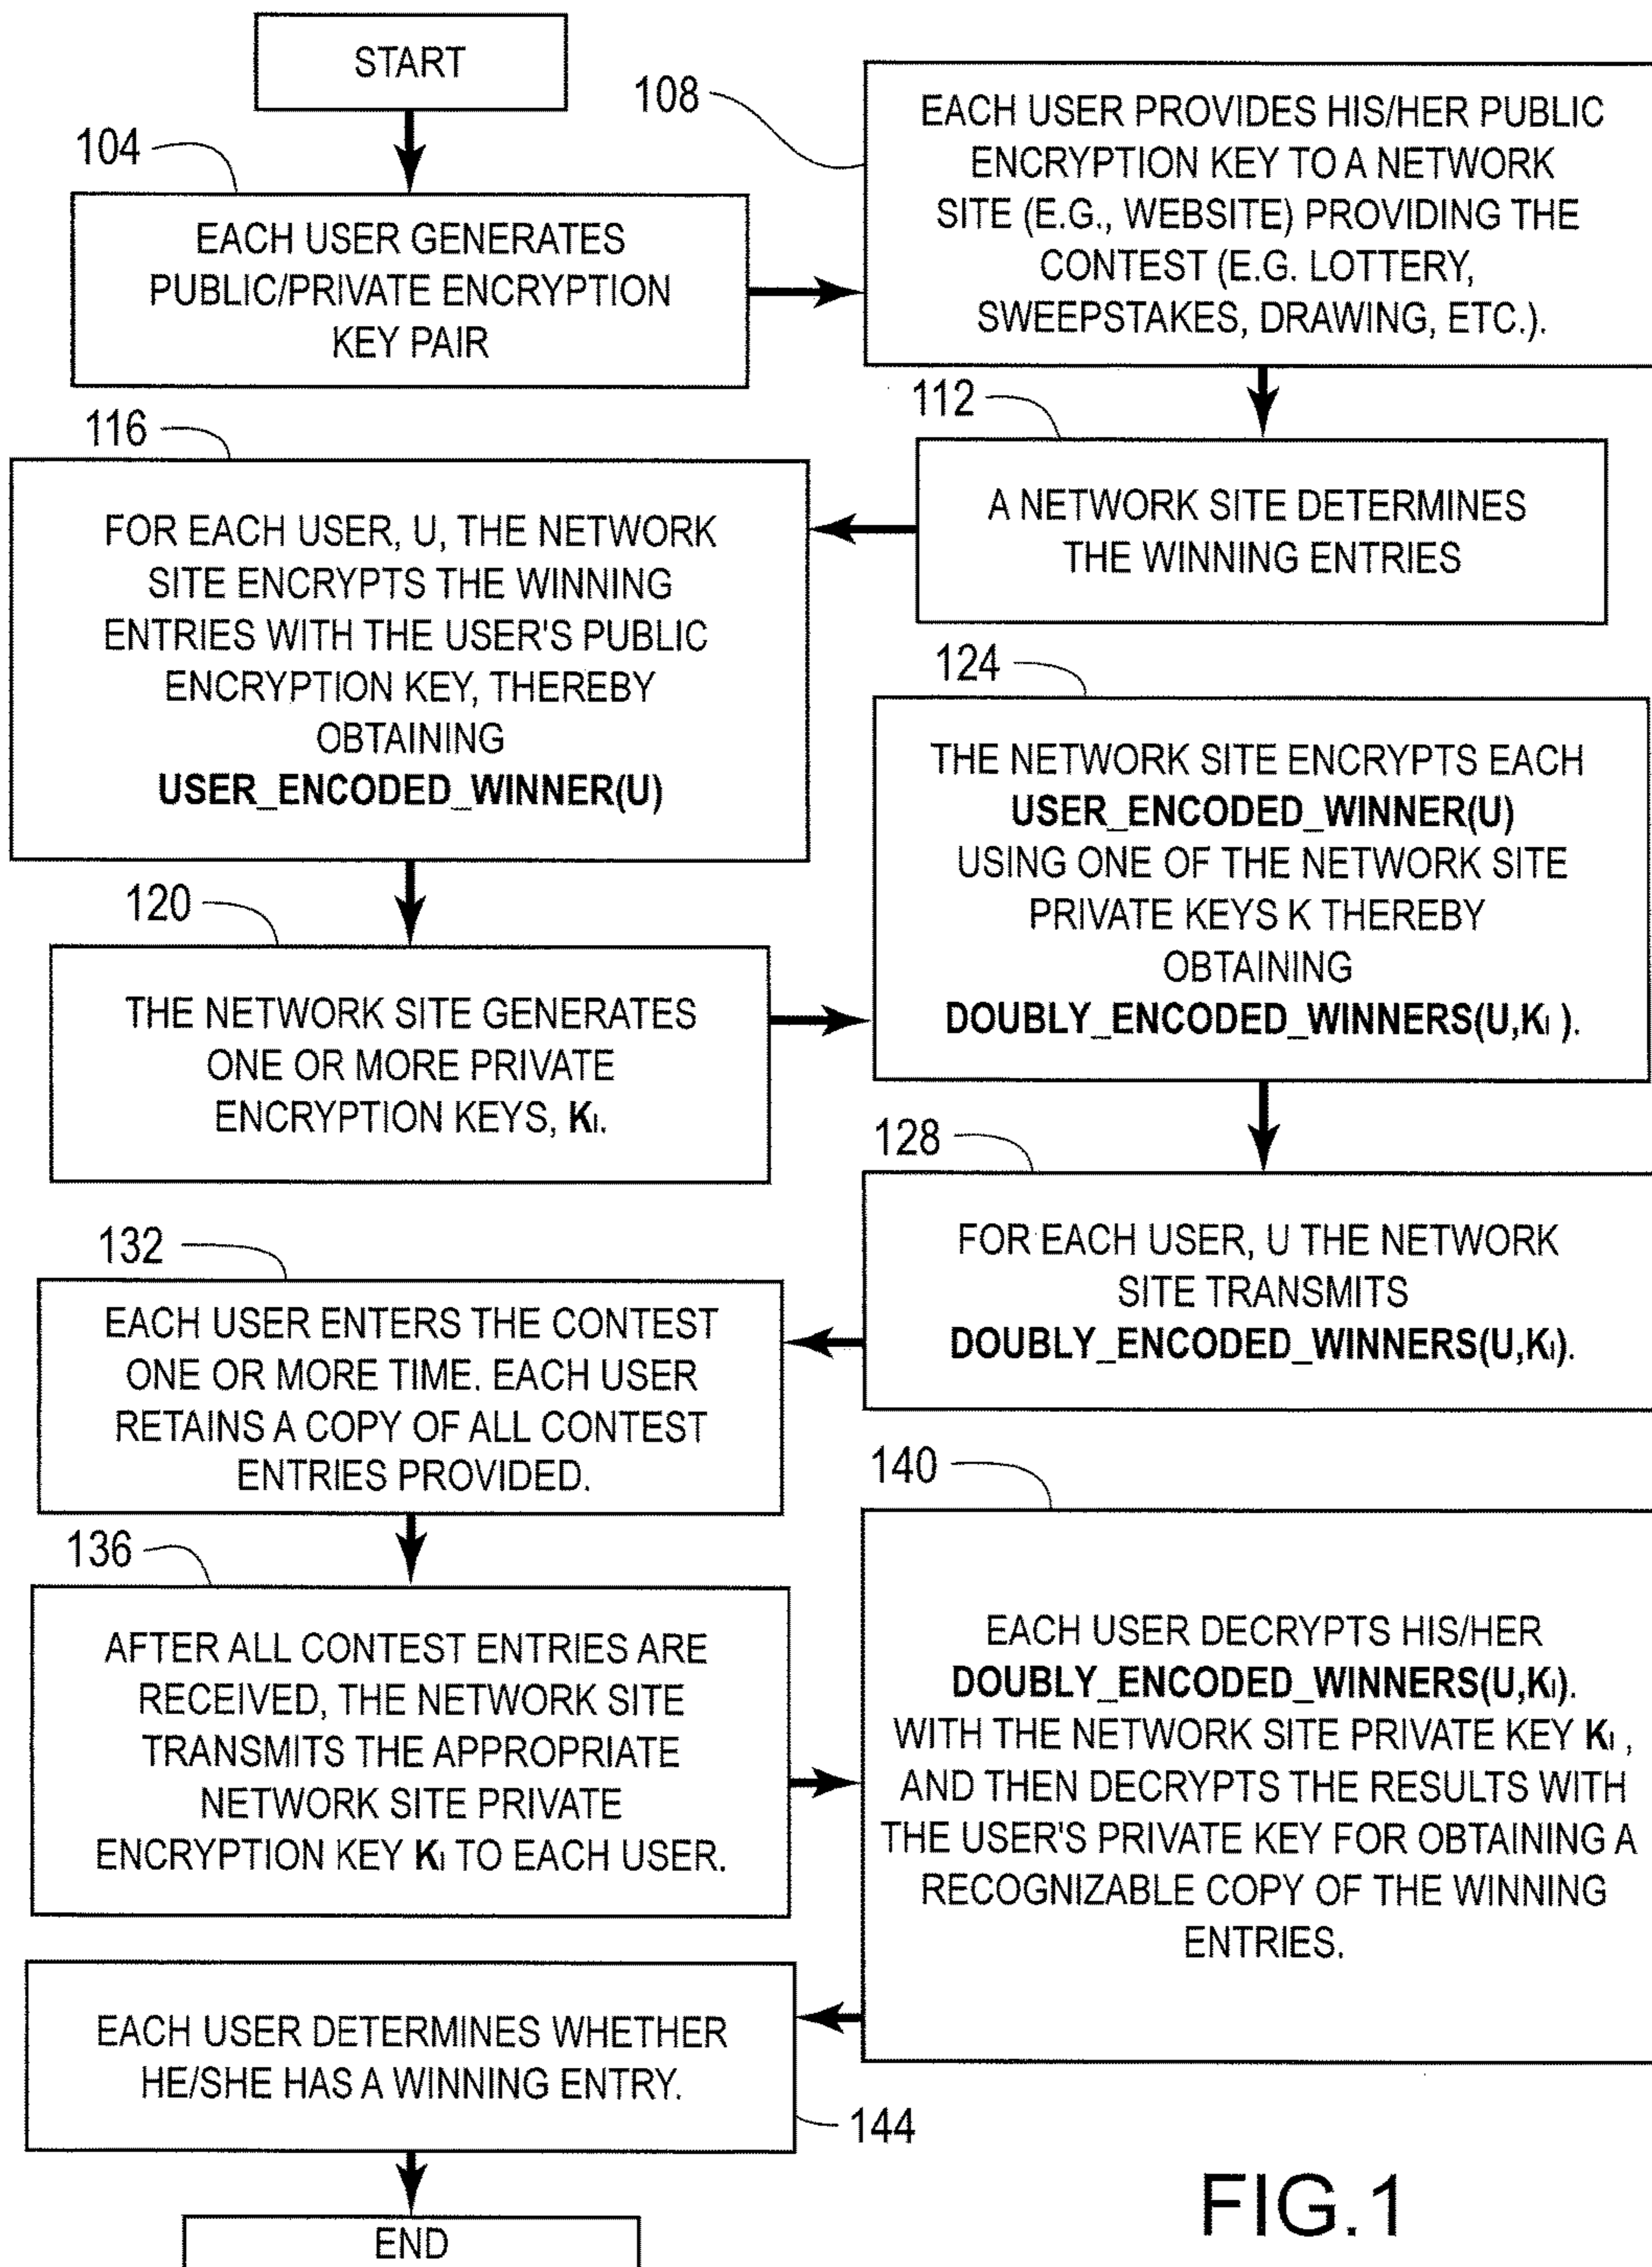 START
104
EACH USER GENERATES
PUBLIC/PRIVATE ENCRYPTION
KEY PAIR
108
EACH USER PROVIDES HIS/HER PUBLIC
ENCRYPTION KEY TO A NETWORK
SITE (E.G., WEBSITE) PROVIDING THE
CONTEST (E.G. LOTTERY,
SWEEPSTAKES, DRAWING, ETC.).
112
A NETWORK SITE DETERMINES
THE WINNING ENTRIES
116
FOR EACH USER, U, THE NETWORK
SITE ENCRYPTS THE WINNING
ENTRIES WITH THE USER'S PUBLIC
ENCRYPTION KEY, THEREBY
OBTAINING
USER_ENCODED_WINNER(U)
120
THE NETWORK SITE GENERATES
ONE OR MORE PRIVATE
ENCRYPTION KEYS, KI.
124
THE NETWORK SITE ENCRYPTS EACH
USER_ENCODED_WINNER(U)
USING ONE OF THE NETWORK SITE
PRIVATE KEYS K THEREBY
OBTAINING
DOUBLY_ENCODED_WINNERS(U,KI ).
128
FOR EACH USER, U THE NETWORK
SITE TRANSMITS
DOUBLY_ENCODED_WINNERS(U,KI).
132
EACH USER ENTERS THE CONTEST
ONE OR MORE TIME. EACH USER
RETAINS A COPY OF ALL CONTEST
ENTRIES PROVIDED.
136
AFTER ALL CONTEST ENTRIES ARE
RECEIVED, THE NETWORK SITE
TRANSMITS THE APPROPRIATE
NETWORK SITE PRIVATE
ENCRYPTION KEY KI TO EACH USER.
140
EACH USER DECRYPTS HIS/HER
DOUBLY_ENCODED_WINNERS(U,KI).
WITH THE NETWORK SITE PRIVATE KEY KI ,
AND THEN DECRYPTS THE RESULTS WITH
THE USER'S PRIVATE KEY FOR OBTAINING A
RECOGNIZABLE COPY OF THE WINNING
ENTRIES.
EACH USER DETERMINES WHETHER
HE/SHE HAS A WINNING ENTRY.
144
END
FIG.1